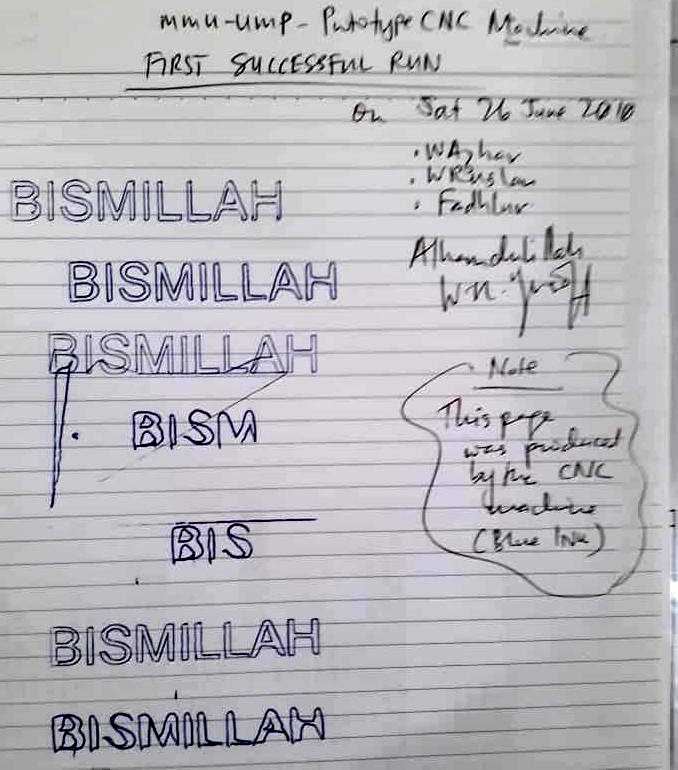 mmu-ump - Prototype CNC Machine
FIRST SUCCESSFUL RUN
On Sat 26 June 2010
. WAzhar
. WRuslan
. Fadhlur
Alhamdulillah
BISMILLAH
BISMILLAH
BISMILLAH
BISM
BIS
BISMILLAH
BISMILLAH
Note
This page
was produced
by the CNC
machine
(Blue Ink)